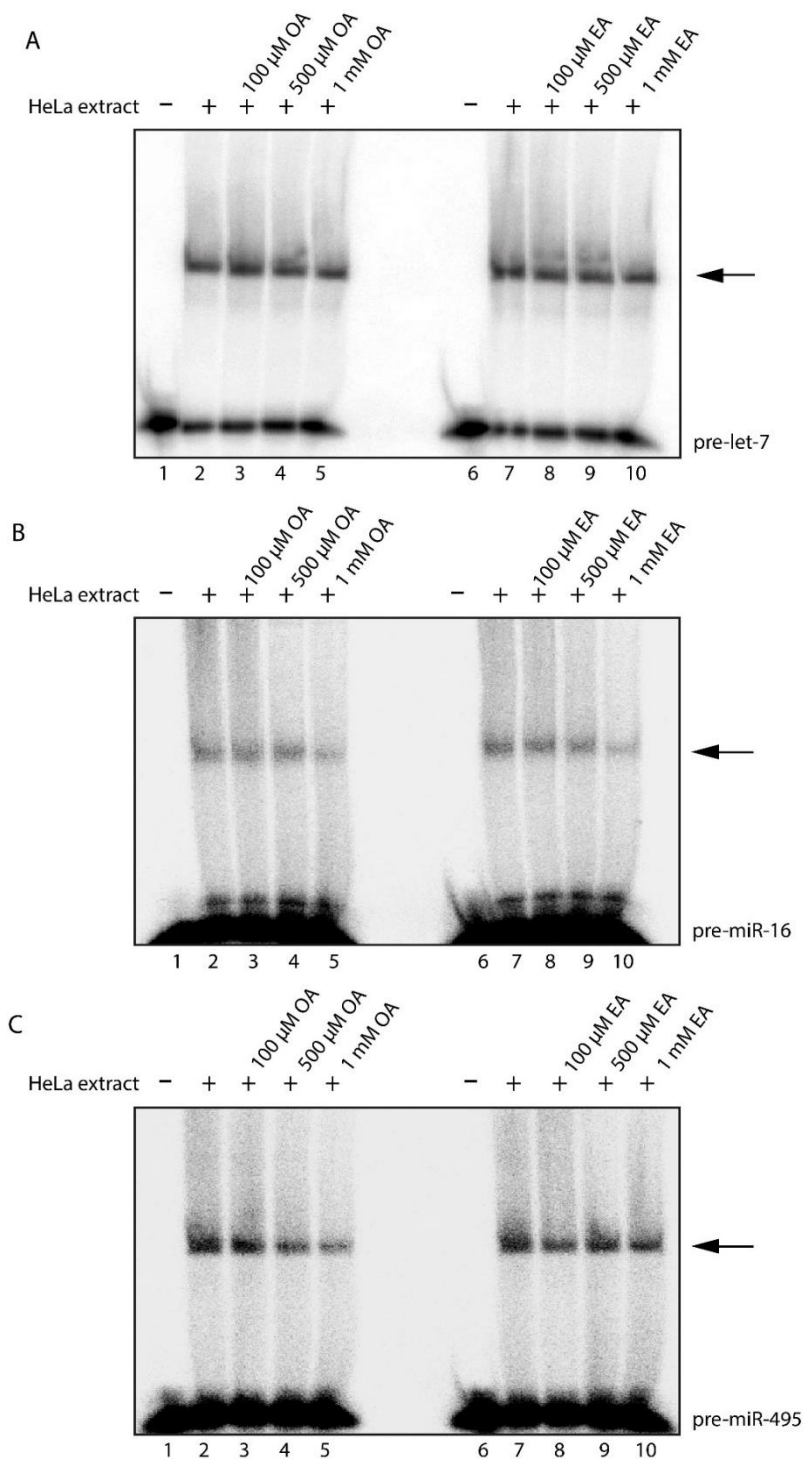 A
100 µM OA 500 µM OA 1 mM OA 100 µM EA 500 µM EA 1 mM EA
HeLa extract − + + + + − + + + +
pre-let-7
1 2 3 4 5 6 7 8 9 10
B
100 µM OA 500 µM OA 1 mM OA 100 µM EA 500 µM EA 1 mM EA
HeLa extract − + + + + − + + + +
pre-miR-16
1 2 3 4 5 6 7 8 9 10
C
100 µM OA 500 µM OA 1 mM OA 100 µM EA 500 µM EA 1 mM EA
HeLa extract − + + + + − + + + +
pre-miR-495
1 2 3 4 5 6 7 8 9 10